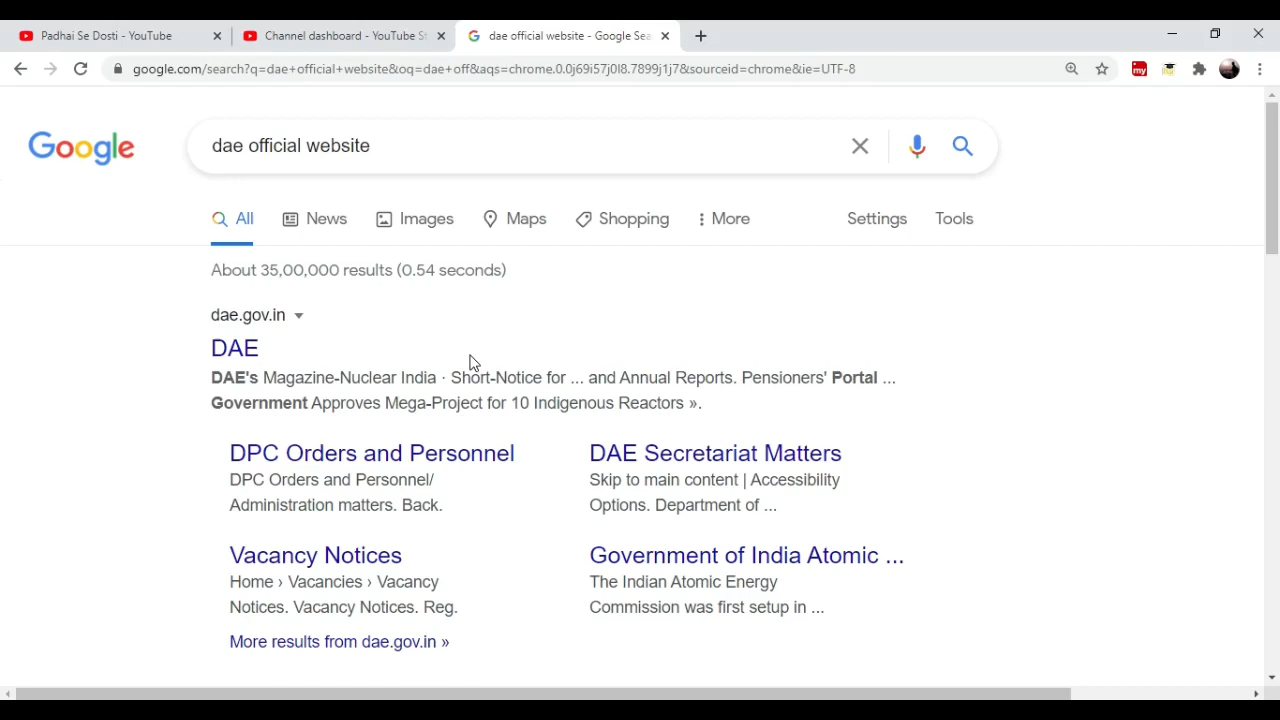 Padhai Se Dosti - YouTube
Channel dashboard - YouTube St
dae official website - Google Sea
google.com/search?q=dae+official+website&oq=dae+off&aqs=chrome.0.0j69i57j0l8.7899j1j7&sourceid=chrome&ie=UTF-8
my
Google
dae official website
All News Images Maps Shopping More Settings Tools
About 35,00,000 results (0.54 seconds)
dae.gov.in
DAE
DAE's Magazine-Nuclear India · Short-Notice for ... and Annual Reports. Pensioners' Portal ...
Government Approves Mega-Project for 10 Indigenous Reactors ».
DPC Orders and Personnel
DPC Orders and Personnel/
Administration matters. Back.
DAE Secretariat Matters
Skip to main content | Accessibility
Options. Department of ...
Vacancy Notices
Home › Vacancies › Vacancy
Notices. Vacancy Notices. Reg.
Government of India Atomic ...
The Indian Atomic Energy
Commission was first setup in ...
More results from dae.gov.in »